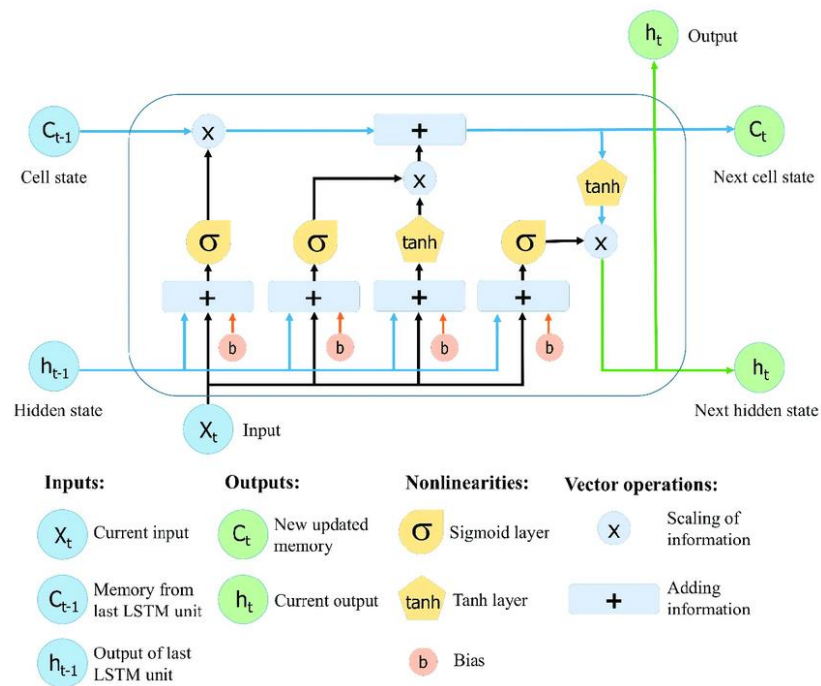 hₜ Output
Cₜ₋₁ x + Cₜ
Cell state
Next cell state
tanh
x
σ σ tanh σ x
+ + + +
b b b b
hₜ₋₁ hₜ
Hidden state
Next hidden state
Xₜ Input
Inputs:
Xₜ Current input
Cₜ₋₁ Memory from
last LSTM unit
hₜ₋₁ Output of last
LSTM unit
Outputs:
Cₜ New updated
memory
hₜ Current output
Nonlinearities:
σ Sigmoid layer
tanh Tanh layer
b Bias
Vector operations:
x Scaling of
information
+ Adding
information